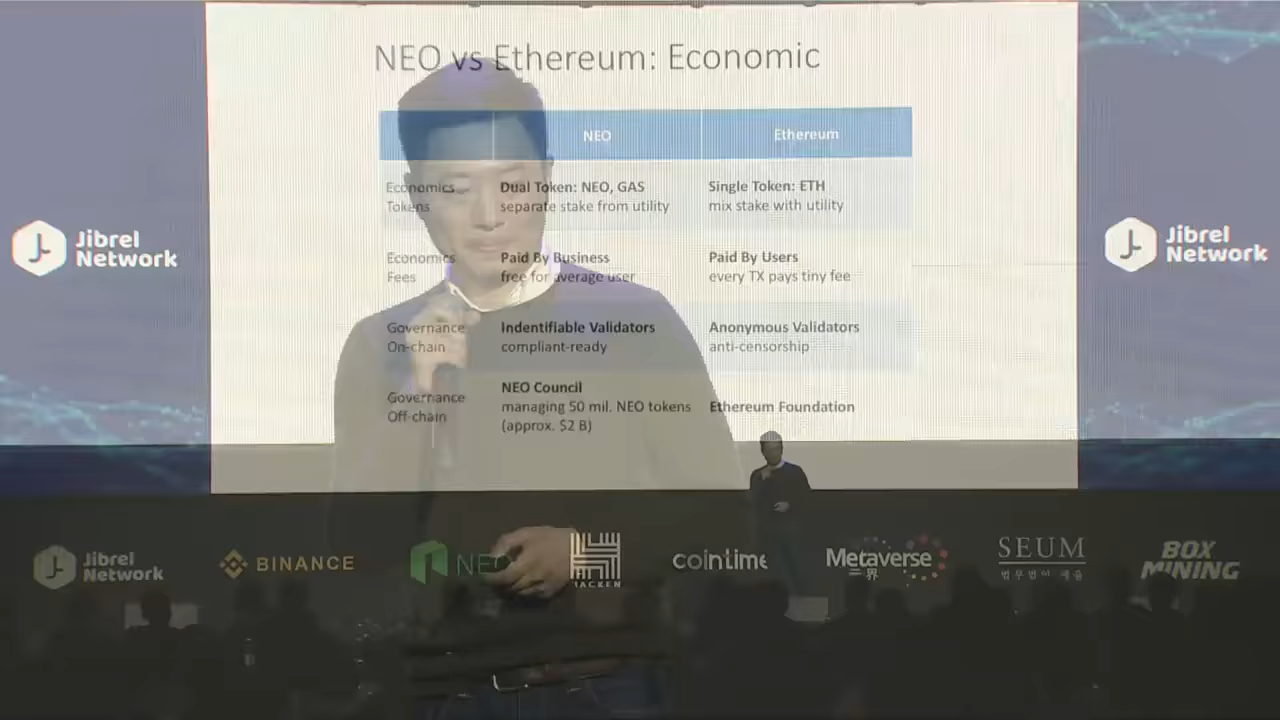 NEO vs Ethereum: Economic
NEO
Ethereum
Economics
Tokens
Dual Token: NEO, GAS
separate stake from utility
Single Token: ETH
mix stake with utility
Economics
Fees
Paid By Business
free for average user
Paid By Users
every TX pays tiny fee
Governance
On-chain
Indentifiable Validators
compliant-ready
Anonymous Validators
anti-censorship
Governance
Off-chain
NEO Council
managing 50 mil. NEO tokens
(approx. $2 B)
Ethereum Foundation
Jibrel
Network
Jibrel
Network
Jibrel
Network
BINANCE
NEO
HACKEN
cointime
Metaverse
三界
SEUM
BOX
MINING